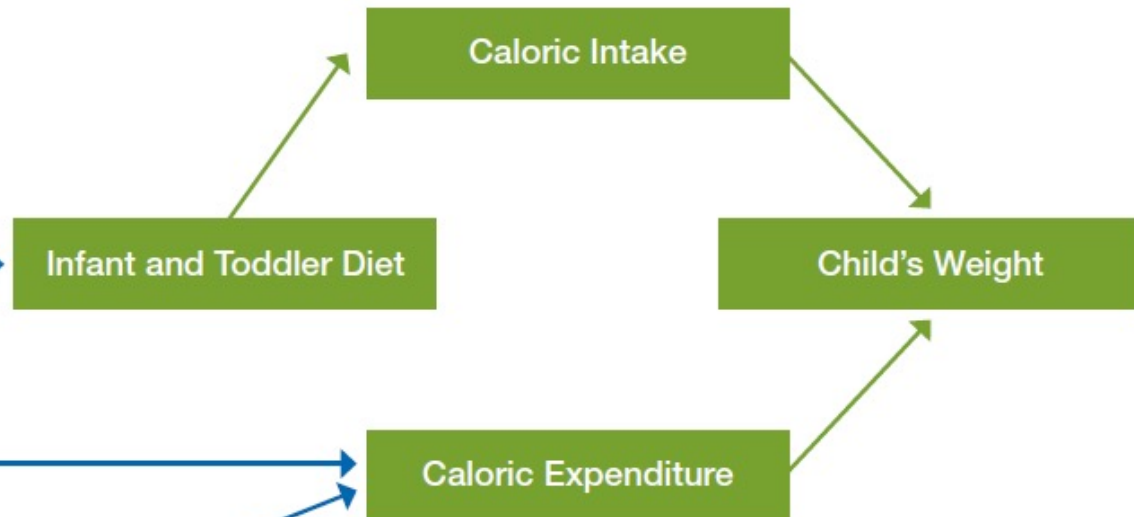 Caloric Intake
Infant and Toddler Diet
Child’s Weight
Caloric Expenditure